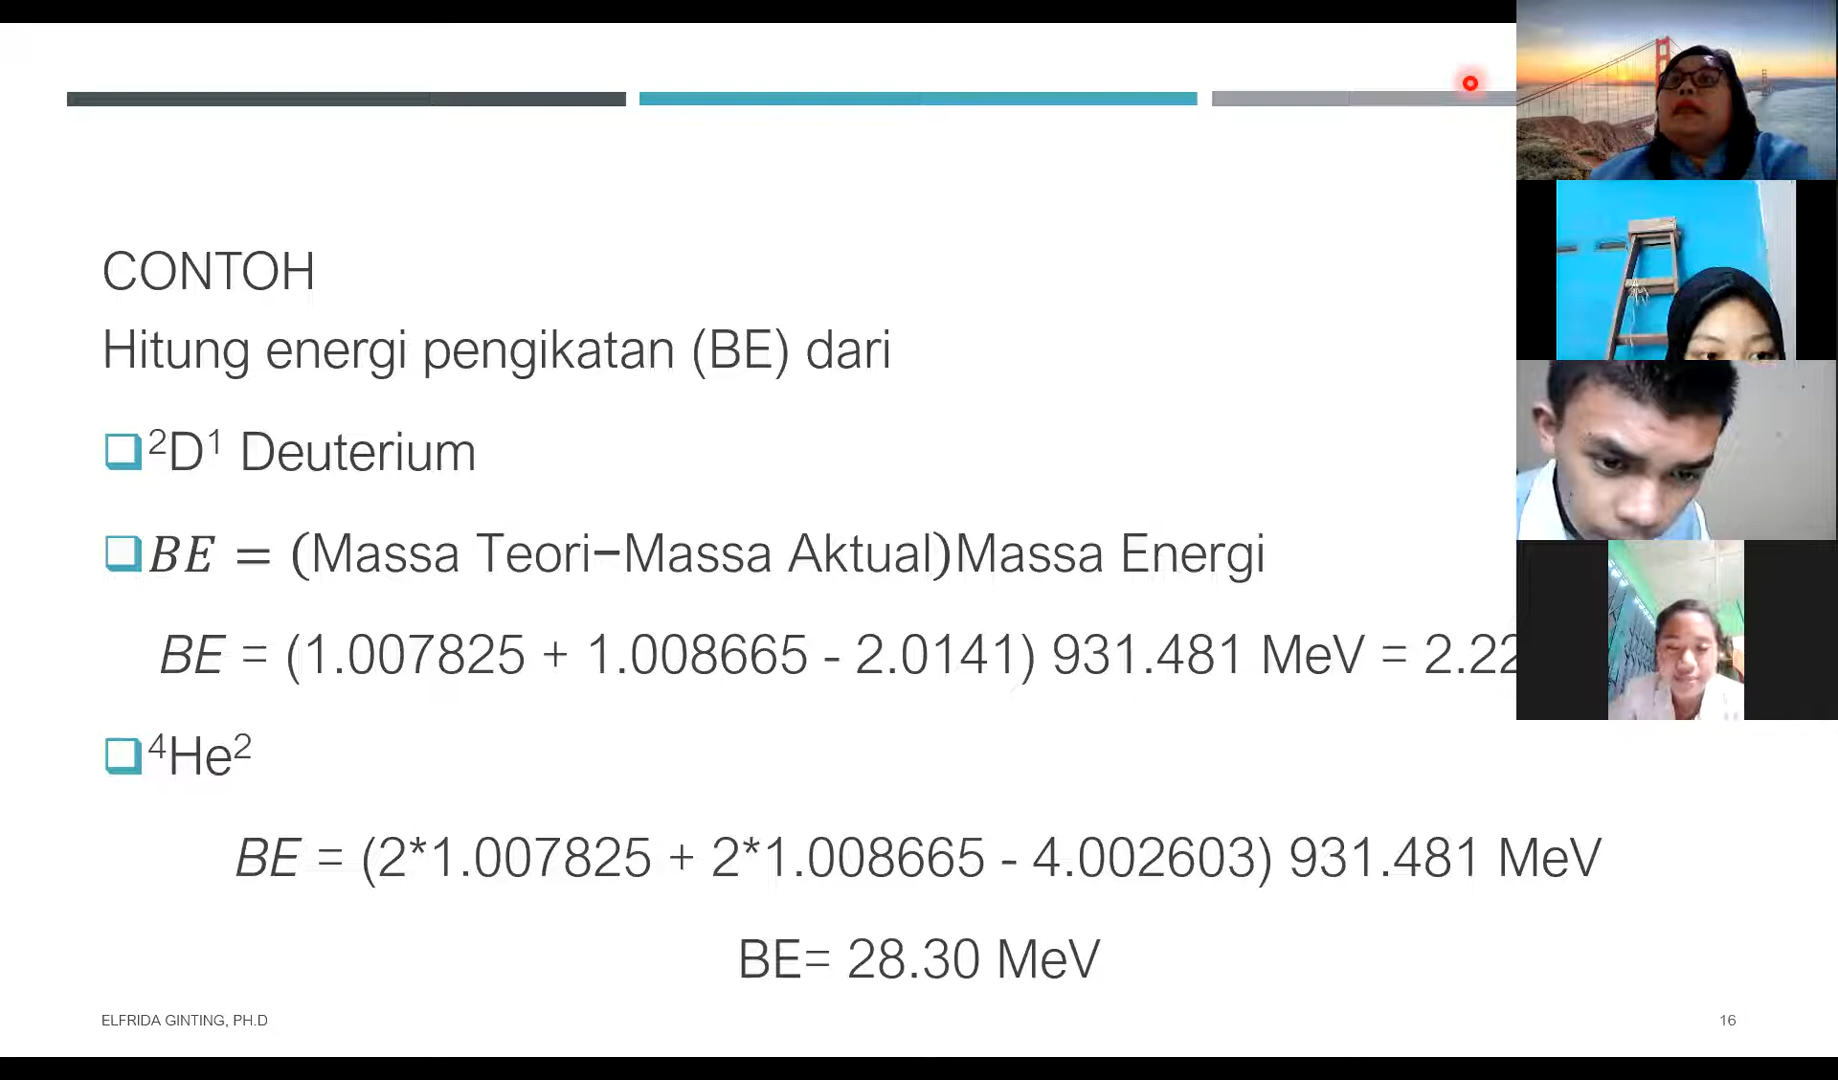 CONTOH
Hitung energi pengikatan (BE) dari
²D¹ Deuterium
BE = (Massa Teori−Massa Aktual)Massa Energi
BE = (1.007825 + 1.008665 - 2.0141) 931.481 MeV = 2.22
⁴He²
BE = (2*1.007825 + 2*1.008665 - 4.002603) 931.481 MeV
BE= 28.30 MeV
ELFRIDA GINTING, PH.D
16